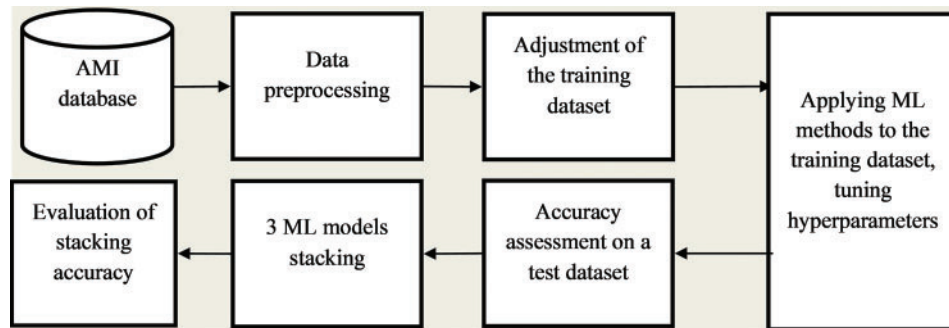 AMI
database
Data
preprocessing
Adjustment of
the training
dataset
Applying ML
methods to the
training dataset,
tuning
hyperparameters
Accuracy
assessment on a
test dataset
3 ML models
stacking
Evaluation of
stacking
accuracy